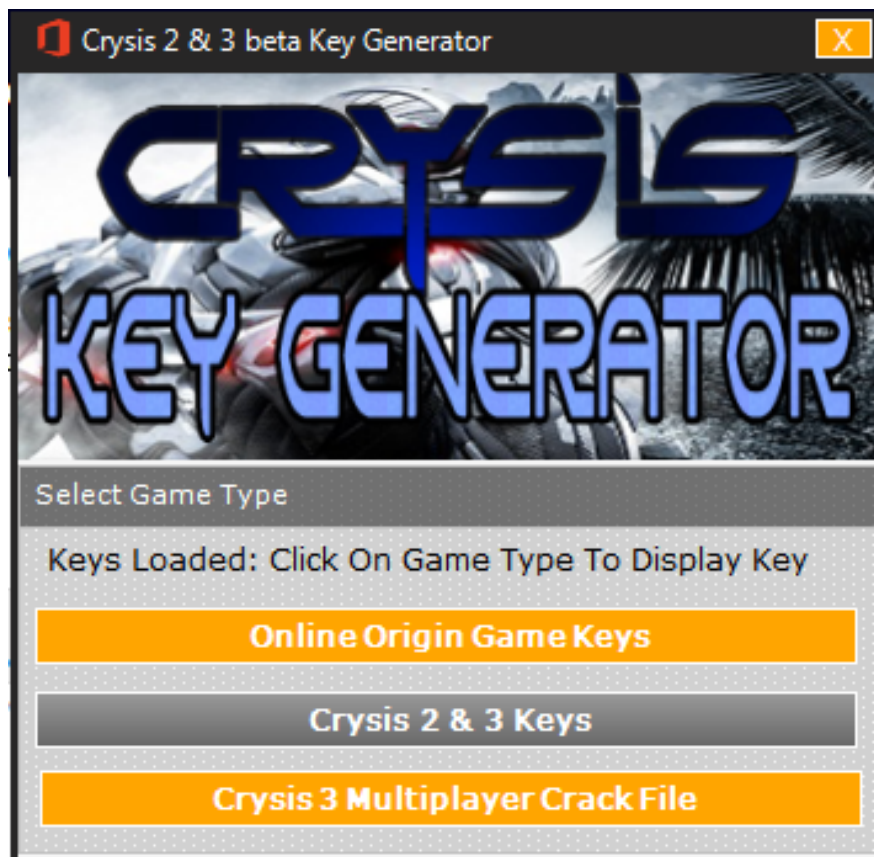 Crysis 2 & 3 beta Key Generator
X
CRYSIS
KEY GENERATOR
Select Game Type
Keys Loaded: Click On Game Type To Display Key
Online Origin Game Keys
Crysis 2 & 3 Keys
Crysis 3 Multiplayer Crack File